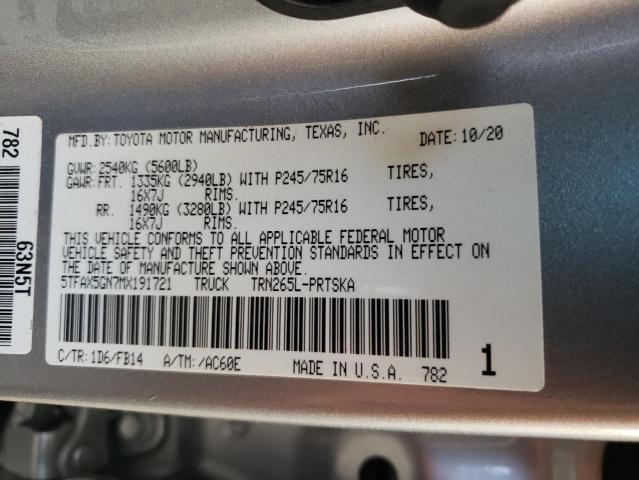 MFD.BY: TOYOTA MOTOR MANUFACTURING, TEXAS, INC. DATE: 10/20
GVWR: 2540KG (5600LB)
GAWR: FRT. 1335KG (2940LB) WITH P245/75R16 TIRES,
16X7J RIMS.
RR. 1490KG (3280LB) WITH P245/75R16 TIRES,
16X7J RIMS.
THIS VEHICLE CONFORMS TO ALL APPLICABLE FEDERAL MOTOR
VEHICLE SAFETY AND THEFT PREVENTION STANDARDS IN EFFECT ON
THE DATE OF MANUFACTURE SHOWN ABOVE.
5TFAX5GN7MX191721 TRUCK TRN265L-PRTSKA
C/TR: 1D6/FB14 A/TM: /AC60E MADE IN U.S.A. 782 1
782 63N5T